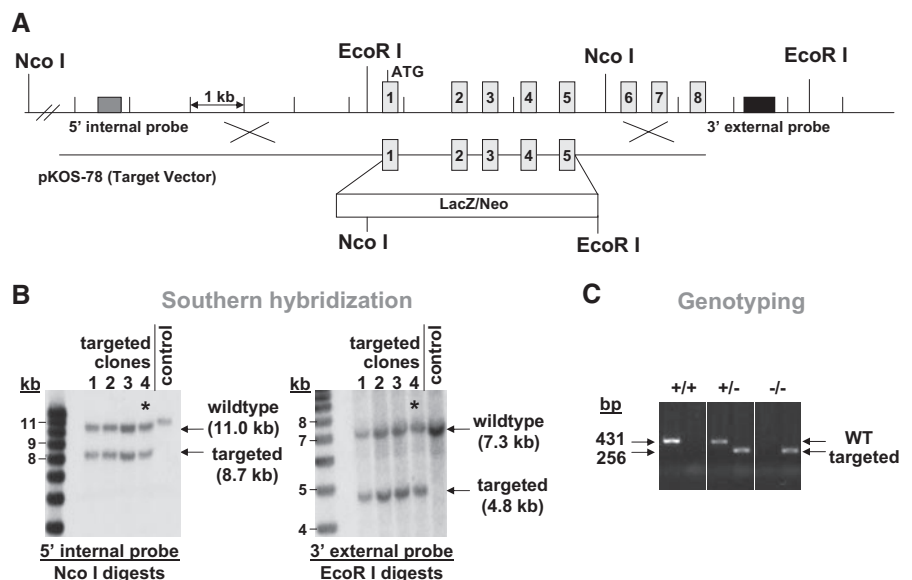 A
Nco I
EcoR I
ATG
Nco I
EcoR I
1 kb
1
2
3
4
5
6
7
8
5' internal probe
3' external probe
1
2
3
4
5
pKOS-78 (Target Vector)
LacZ/Neo
Nco I
EcoR I
B
Southern hybridization
targeted
clones
control
kb
1 2 3 4
*
11
9
8
wildtype
(11.0 kb)
targeted
(8.7 kb)
5' internal probe
Nco I digests
targeted
clones
control
kb
1 2 3 4
*
8
7
5
4
wildtype
(7.3 kb)
targeted
(4.8 kb)
3' external probe
EcoR I digests
C
Genotyping
+/+ +/- -/-
bp
431
256
WT
targeted